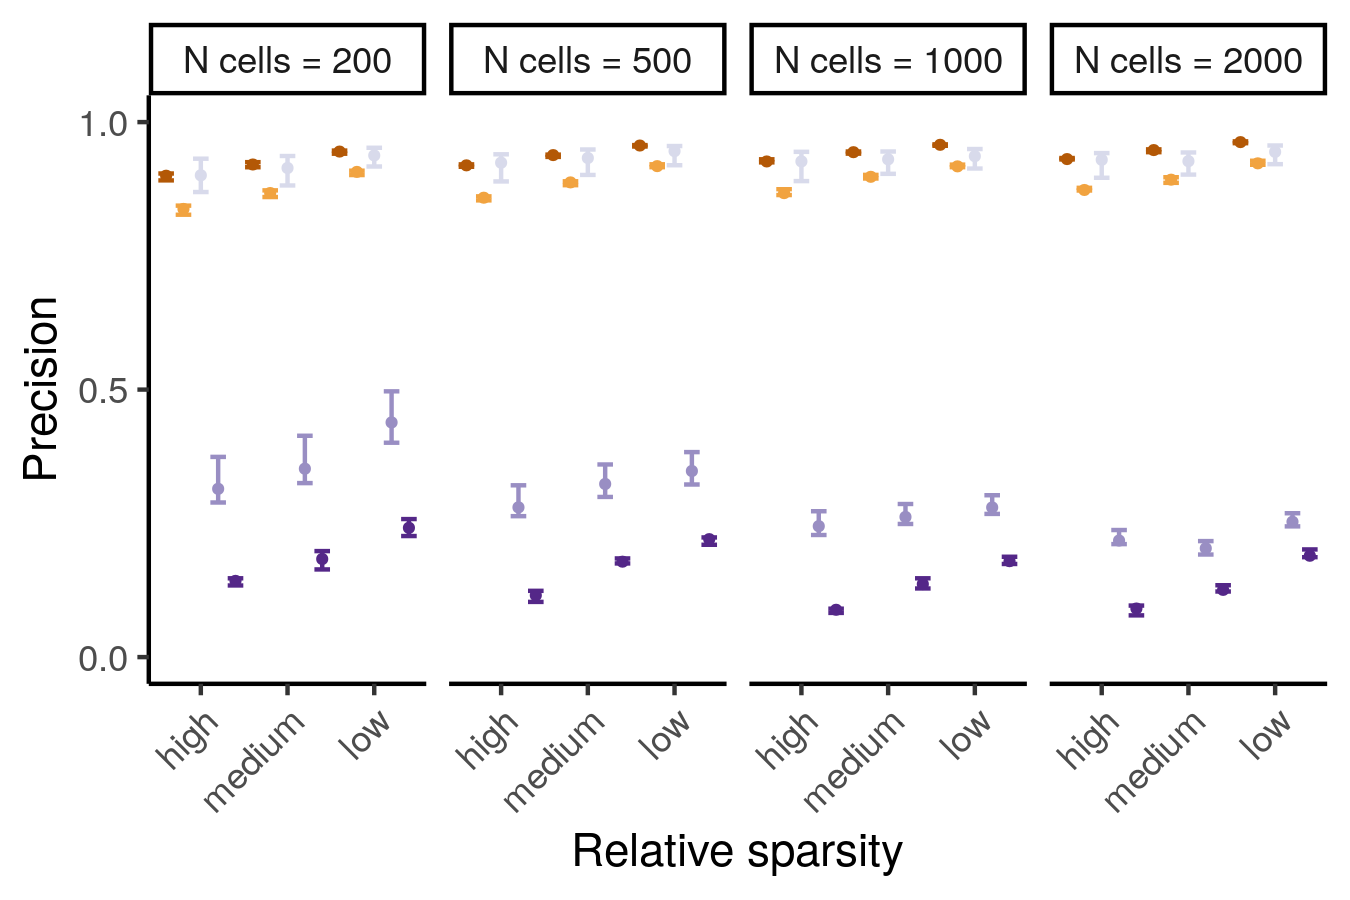 N cells = 200
N cells = 500
N cells = 1000
N cells = 2000
1.0
0.5
0.0
Precision
high
medium
low
high
medium
low
high
medium
low
high
medium
low
Relative sparsity